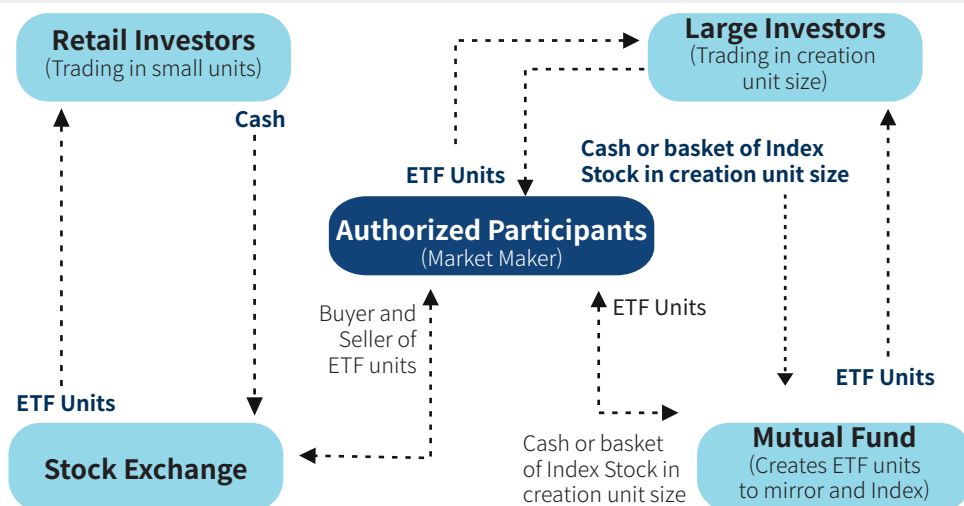 Retail Investors
(Trading in small units)
Large Investors
(Trading in creation
unit size)
Cash
ETF Units
Cash or basket of Index
Stock in creation unit size
Authorized Participants
(Market Maker)
Buyer and
Seller of
ETF units
ETF Units
ETF Units
ETF Units
Stock Exchange
Cash or basket
of Index Stock in
creation unit size
Mutual Fund
(Creates ETF units
to mirror and Index)